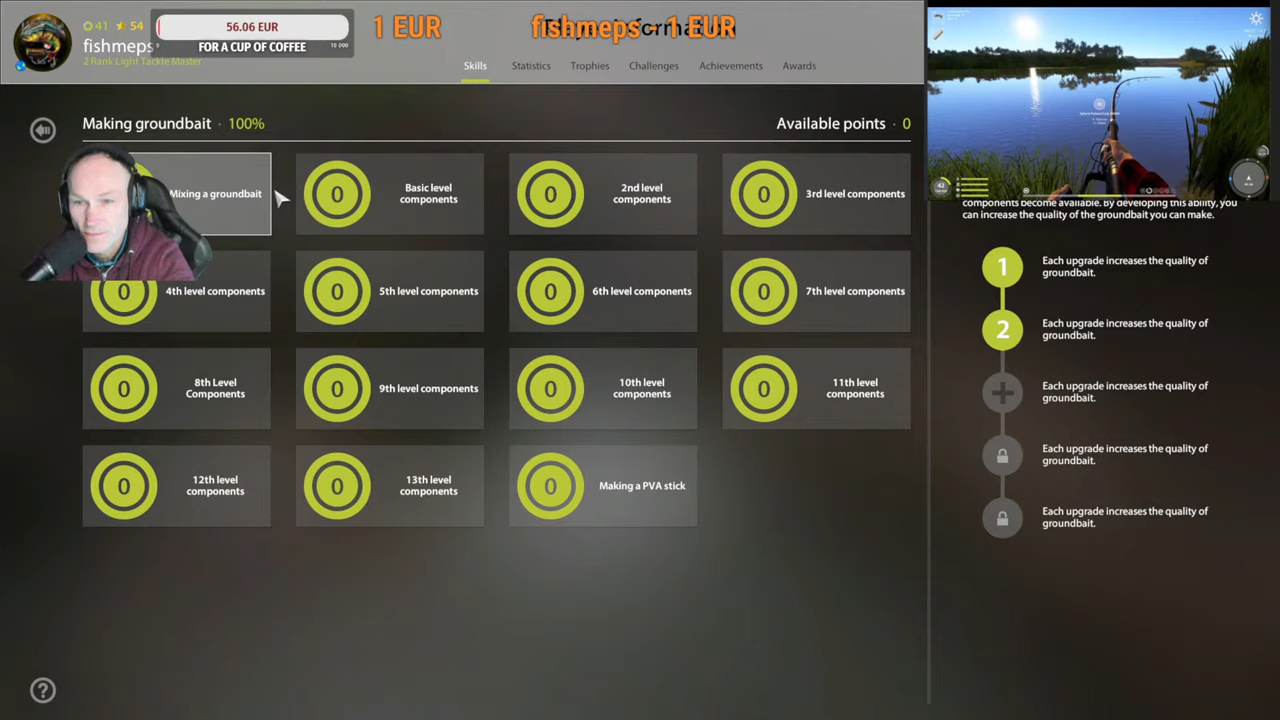 41 54
fishmeps
2 Rank Light Tackle Master
56.06 EUR
0 10 000
FOR A CUP OF COFFEE
1 EUR
fishmeps - 1 EUR
Skills Statistics Trophies Challenges Achievements Awards
Making groundbait · 100%
Available points · 0
Mixing a groundbait
0 Basic level
components
0 2nd level
components
0 3rd level components
0 4th level components
0 5th level components
0 6th level components
0 7th level components
0 8th Level
Components
0 9th level components
0 10th level
components
0 11th level
components
0 12th level
components
0 13th level
components
0 Making a PVA stick
components become available. By developing this ability, you
can increase the quality of the groundbait you can make.
1 Each upgrade increases the quality of
groundbait.
2 Each upgrade increases the quality of
groundbait.
Each upgrade increases the quality of
groundbait.
Each upgrade increases the quality of
groundbait.
Each upgrade increases the quality of
groundbait.
42
?